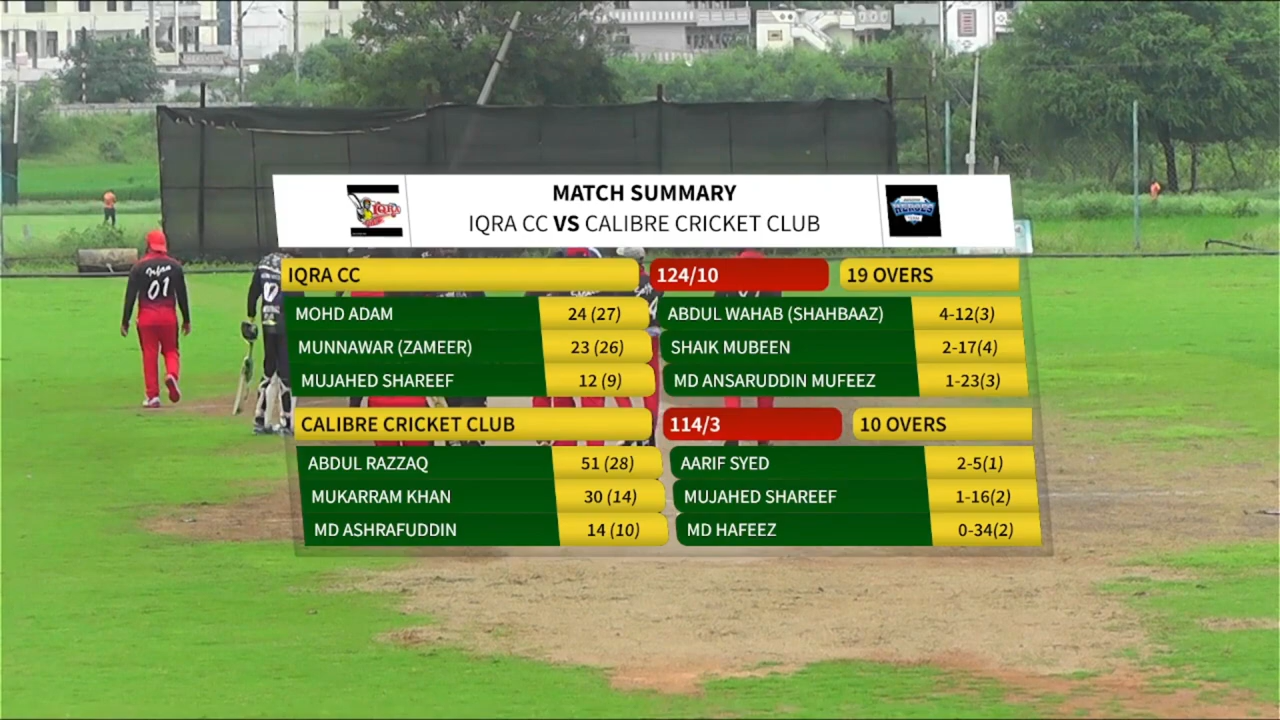 MATCH SUMMARY
IQRA CC VS CALIBRE CRICKET CLUB
IQRA CC 124/10 19 OVERS
MOHD ADAM 24 (27) ABDUL WAHAB (SHAHBAAZ) 4-12(3)
MUNNAWAR (ZAMEER) 23 (26) SHAIK MUBEEN 2-17(4)
MUJAHED SHAREEF 12 (9) MD ANSARUDDIN MUFEEZ 1-23(3)
CALIBRE CRICKET CLUB 114/3 10 OVERS
ABDUL RAZZAQ 51 (28) AARIF SYED 2-5(1)
MUKARRAM KHAN 30 (14) MUJAHED SHAREEF 1-16(2)
MD ASHRAFUDDIN 14 (10) MD HAFEEZ 0-34(2)
Irfan
01
IQRA
HEROES